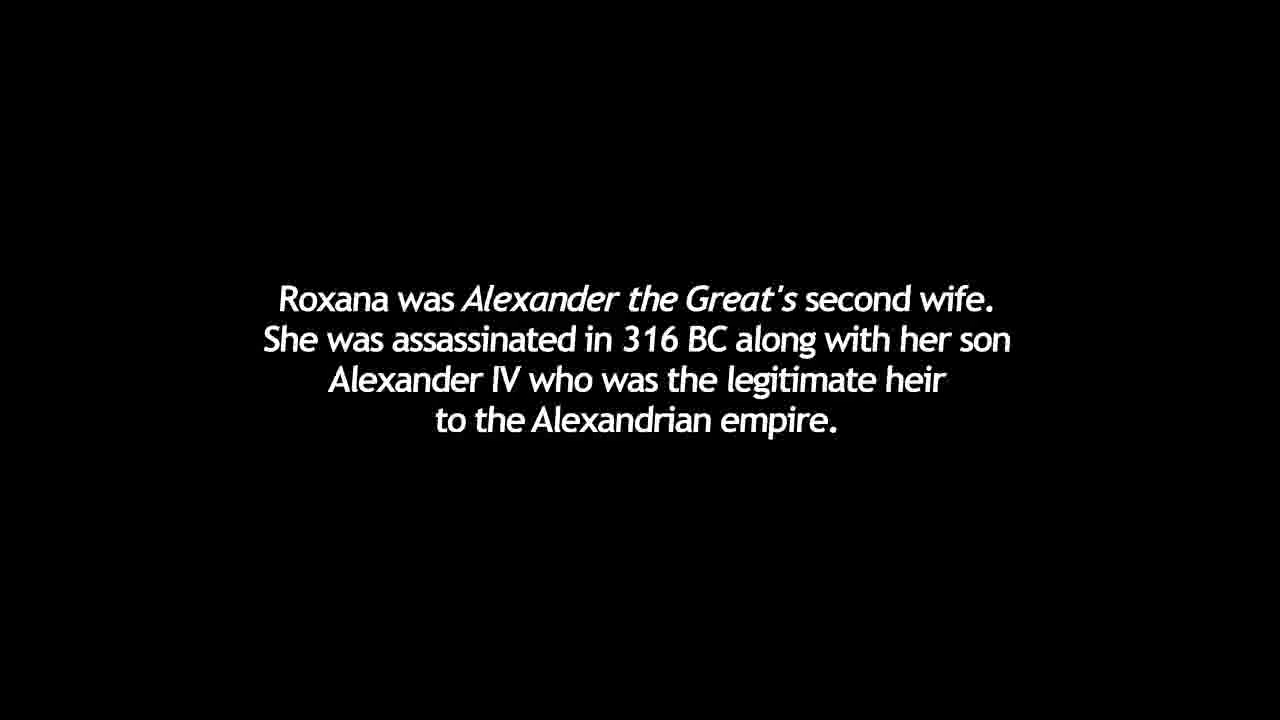 Roxana was Alexander the Great's second wife.
She was assassinated in 316 BC along with her son
Alexander IV who was the legitimate heir
to the Alexandrian empire.